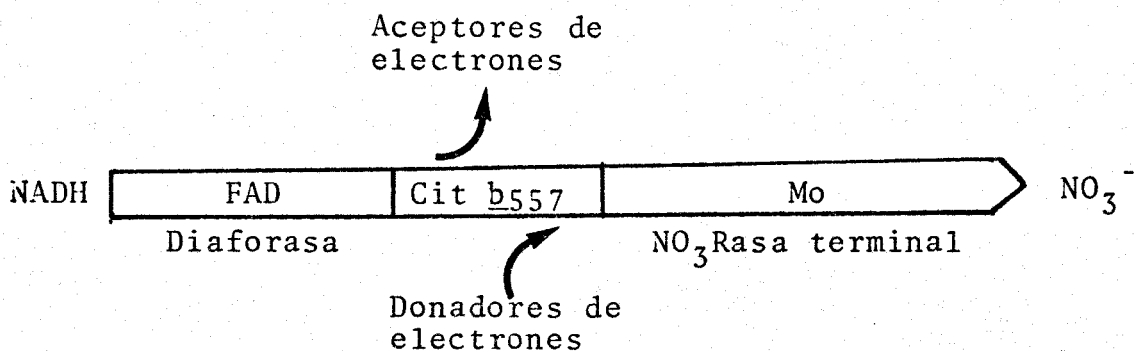 Aceptores de
electrones
NADH FAD Cit b557 Mo NO3-
Diaforasa NO3Rasa terminal
Donadores de
electrones